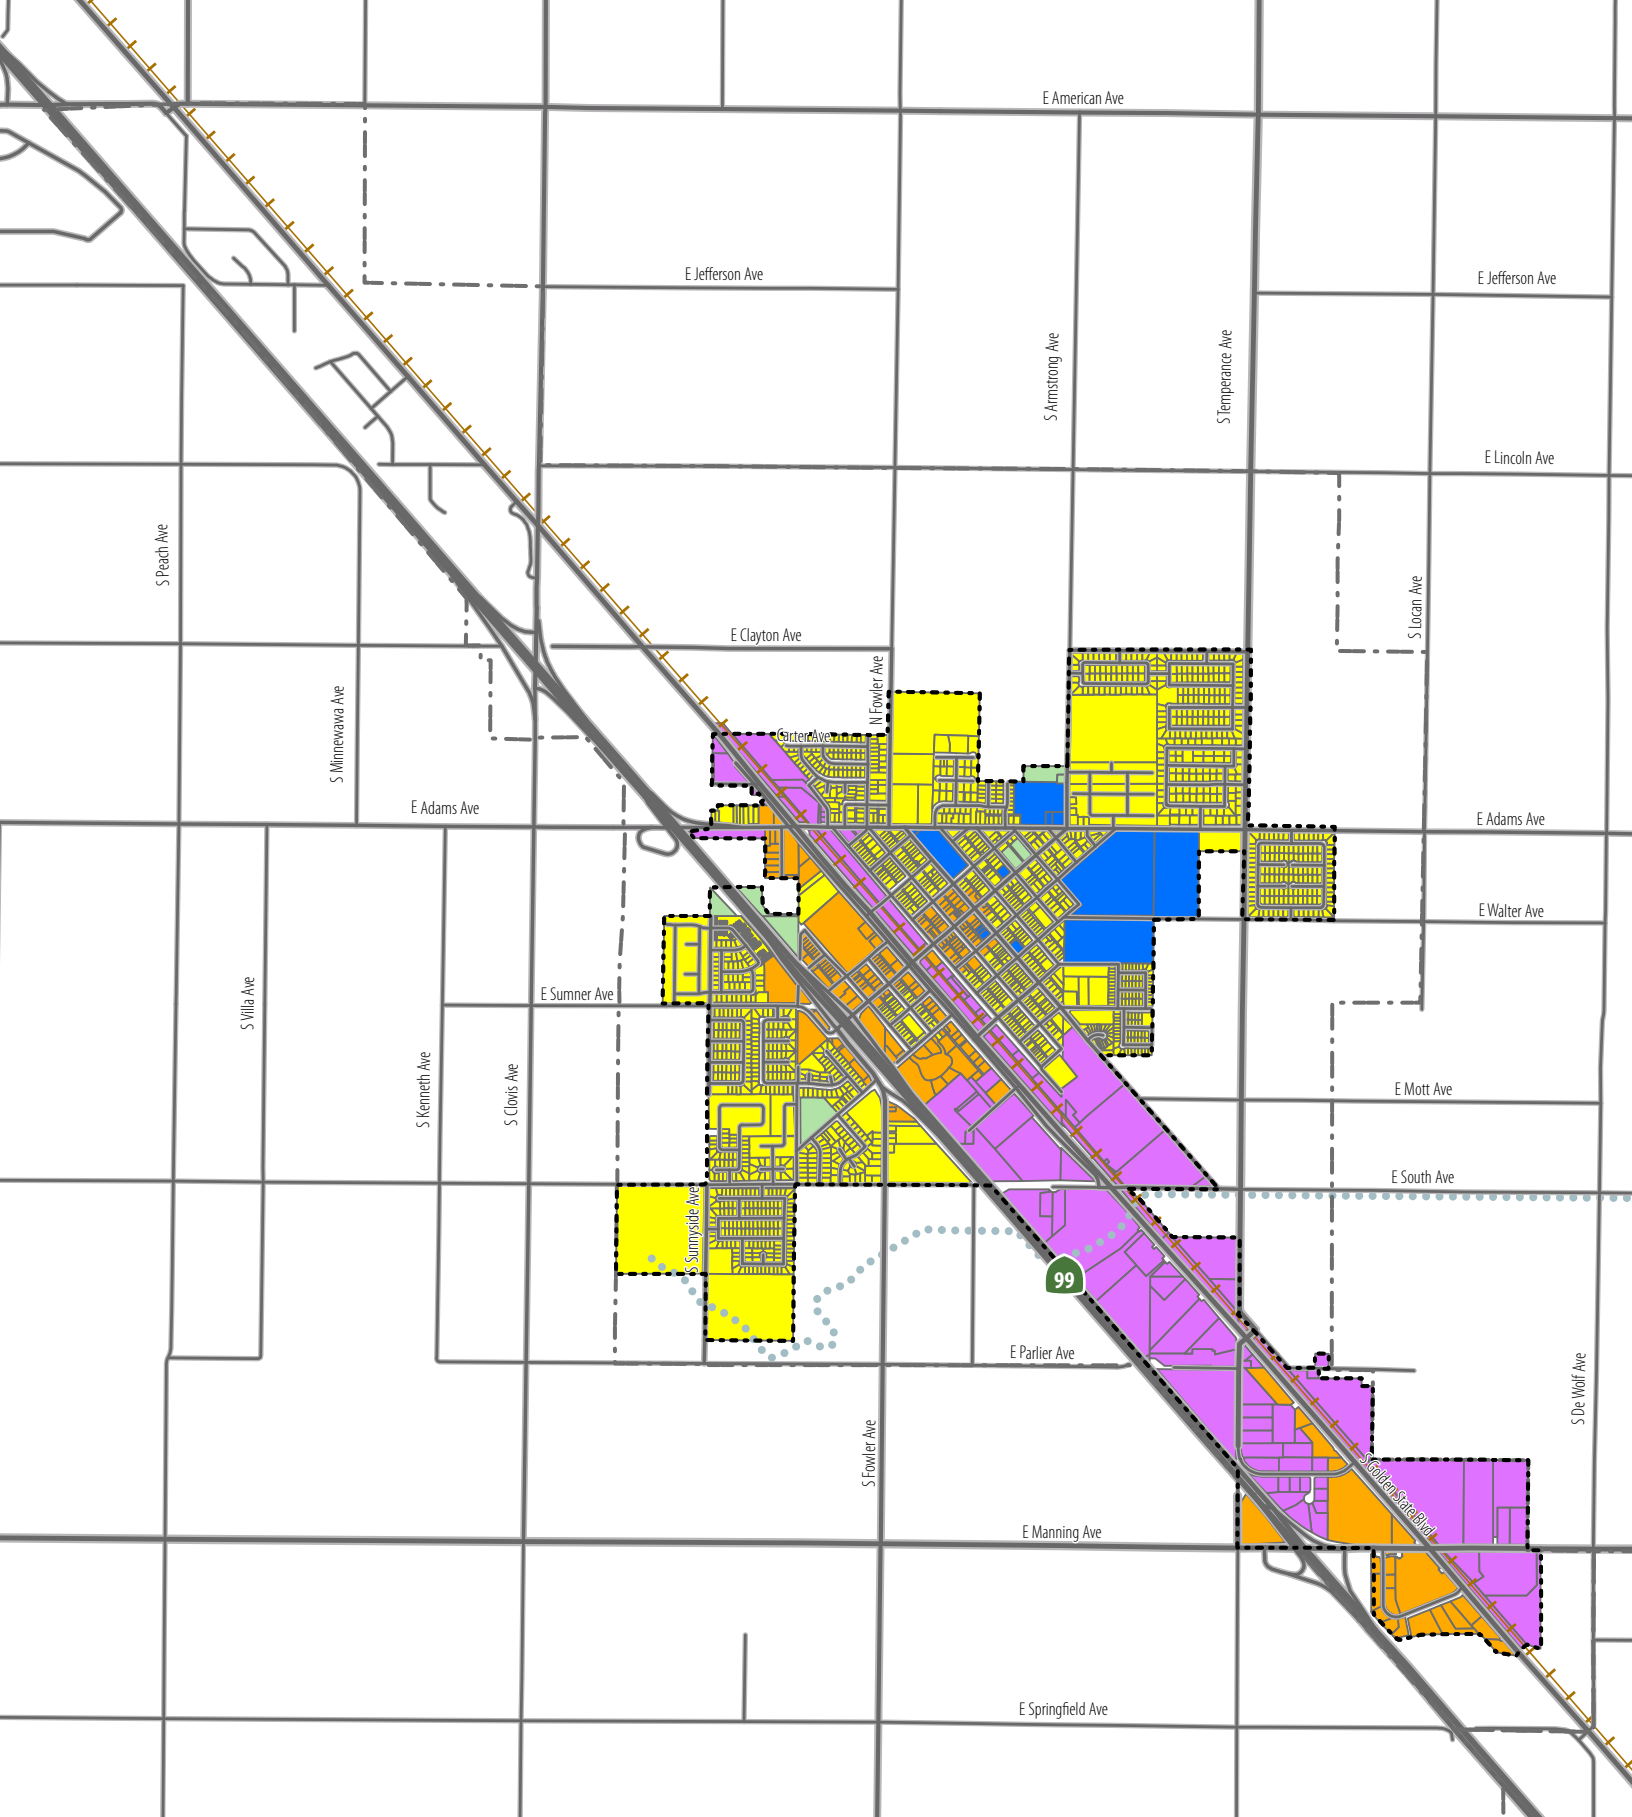 E American Ave
E Jefferson Ave
E Jefferson Ave
S Armstrong Ave
S Temperance Ave
E Lincoln Ave
S Peach Ave
S Locan Ave
E Clayton Ave
N Fowler Ave
S Minnewawa Ave
Carter Ave
E Adams Ave
E Adams Ave
E Walter Ave
S Villa Ave
E Sumner Ave
S Kenneth Ave
S Clovis Ave
E Mott Ave
E South Ave
S Sunnyside Ave
99
E Parlier Ave
S De Wolf Ave
S Fowler Ave
S Golden State Blvd
E Manning Ave
E Springfield Ave